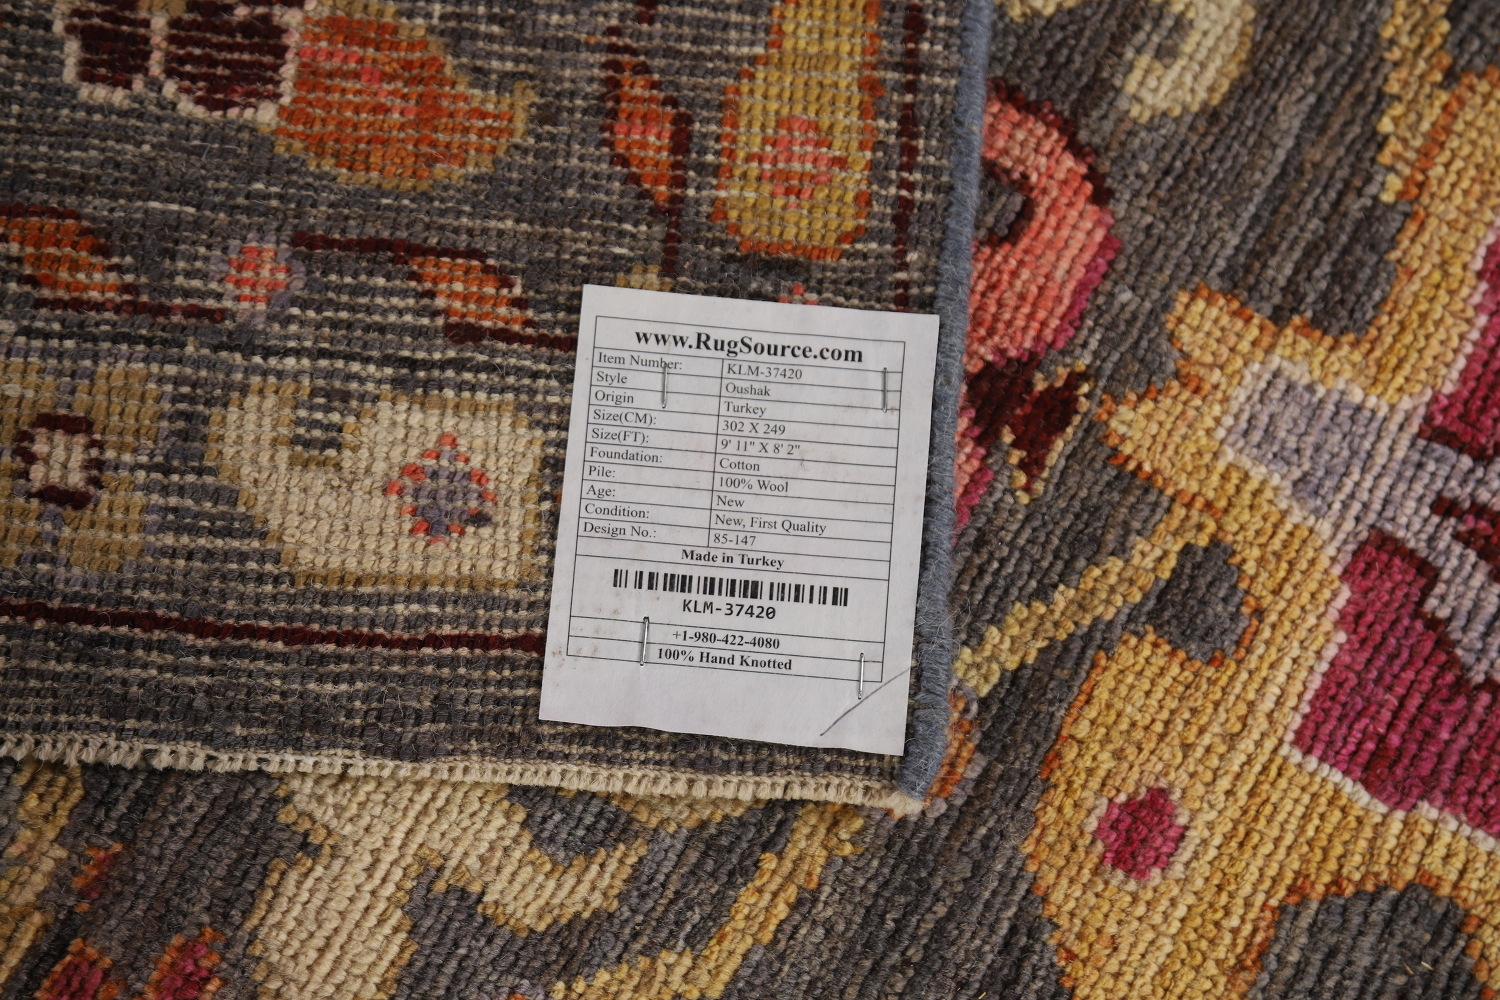 www.RugSource.com
Item Number: KLM-37420
Style Oushak
Origin Turkey
Size(CM): 302 X 249
Size(FT): 9' 11" X 8' 2"
Foundation: Cotton
Pile: 100% Wool
Age: New
Condition: New, First Quality
Design No.: 85-147
Made in Turkey
KLM-37420
+1-980-422-4080
100% Hand Knotted